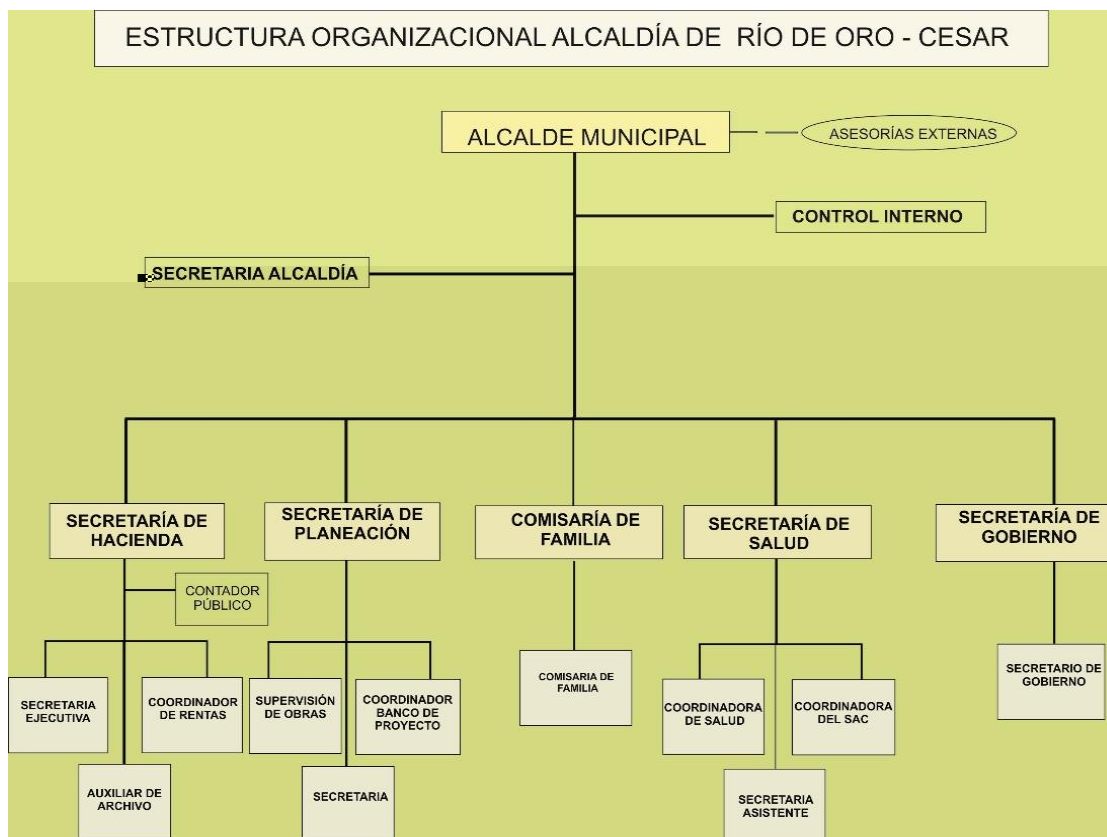 ESTRUCTURA ORGANIZACIONAL ALCALDÍA DE RÍO DE ORO - CESAR
ALCALDE MUNICIPAL
ASESORÍAS EXTERNAS
CONTROL INTERNO
SECRETARIA ALCALDÍA
SECRETARÍA DE
HACIENDA
SECRETARÍA DE
PLANEACIÓN
COMISARÍA DE
FAMILIA
SECRETARÍA DE
SALUD
SECRETARÍA DE
GOBIERNO
CONTADOR
PÚBLICO
SECRETARIA
EJECUTIVA
COORDINADOR
DE RENTAS
SUPERVISIÓN
DE OBRAS
COORDINADOR
BANCO DE
PROYECTO
COMISARIA DE
FAMILIA
COORDINADORA
DE SALUD
COORDINADORA
DEL SAC
SECRETARIO DE
GOBIERNO
AUXILIAR DE
ARCHIVO
SECRETARIA
SECRETARIA
ASISTENTE